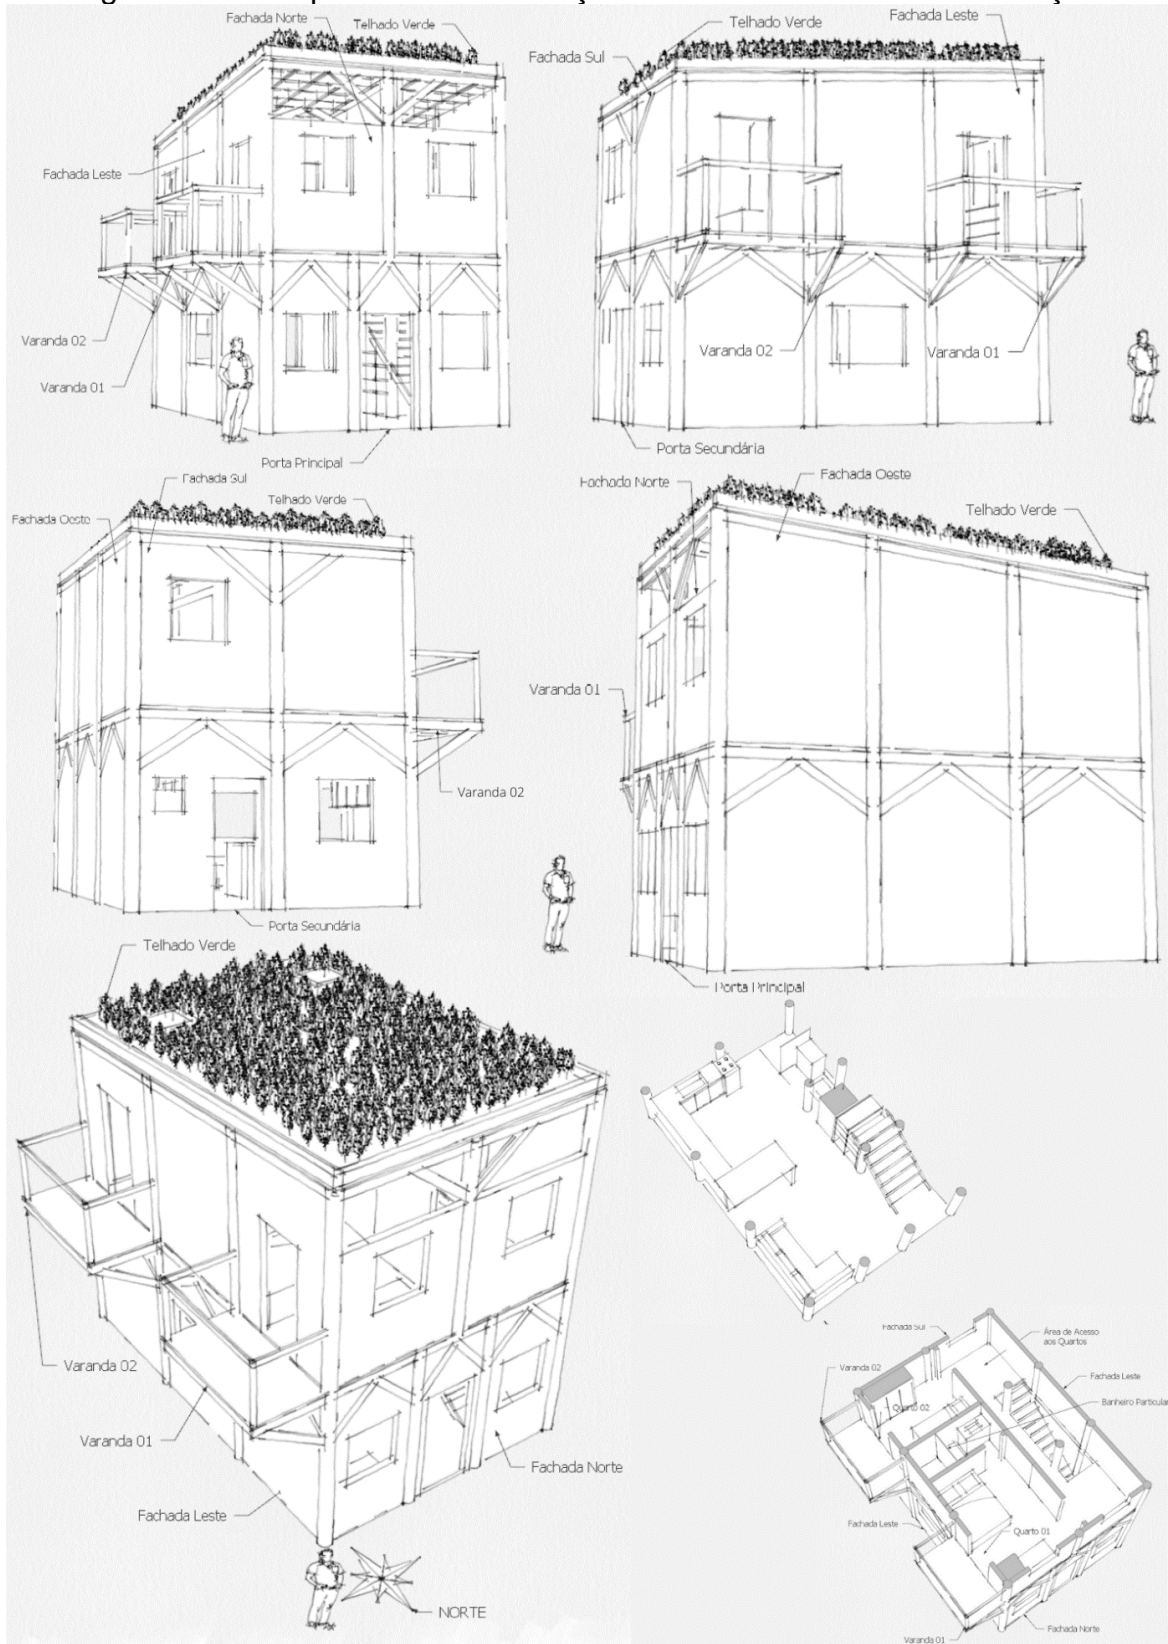 Fachada Norte
Telhado Verde
Fachada Leste
Varanda 02
Varanda 01
Porta Principal
Telhado Verde
Fachada Leste
Fachada Sul
Varanda 02
Varanda 01
Porta Secundária
Fachada Sul
Telhado Verde
Fachada Oeste
Varanda 02
Porta Secundária
Fachada Norte
Fachada Oeste
Telhado Verde
Varanda 01
Porta Principal
Telhado Verde
Varanda 02
Varanda 01
Fachada Leste
Fachada Norte
NORTE
Fachada Sul
Área de Acesso
aos Quartos
Varanda 02
Fachada Leste
Quarto 02
Banheiro Particular
Fachada Leste
Quarto 01
Fachada Norte
Varanda 01